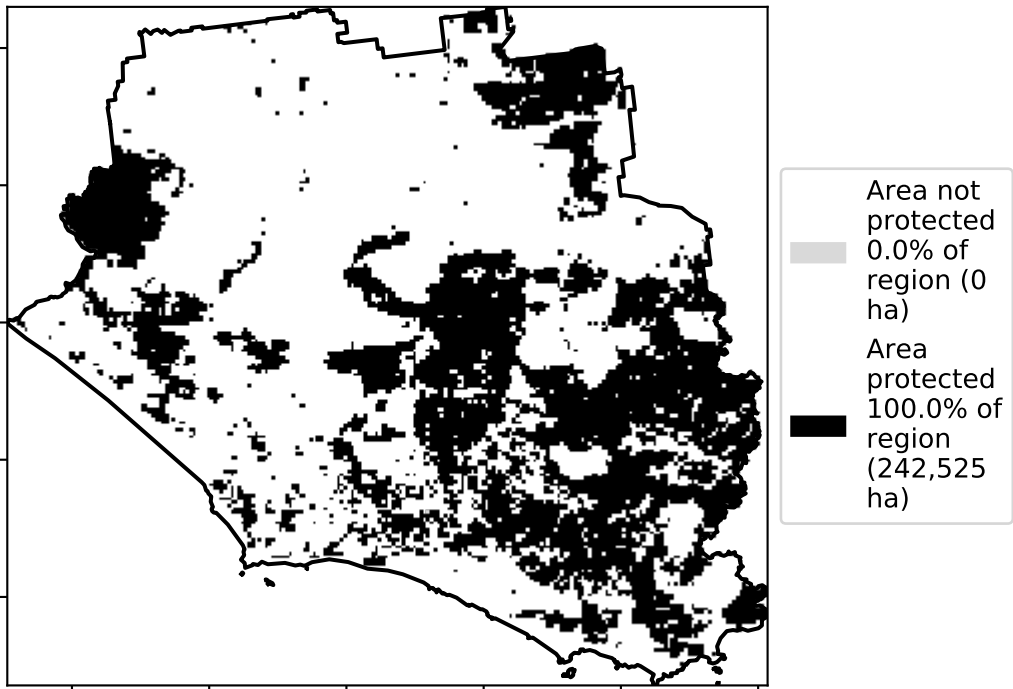 Area not
protected
0.0% of
region (0
ha)
Area
protected
100.0% of
region
(242,525
ha)